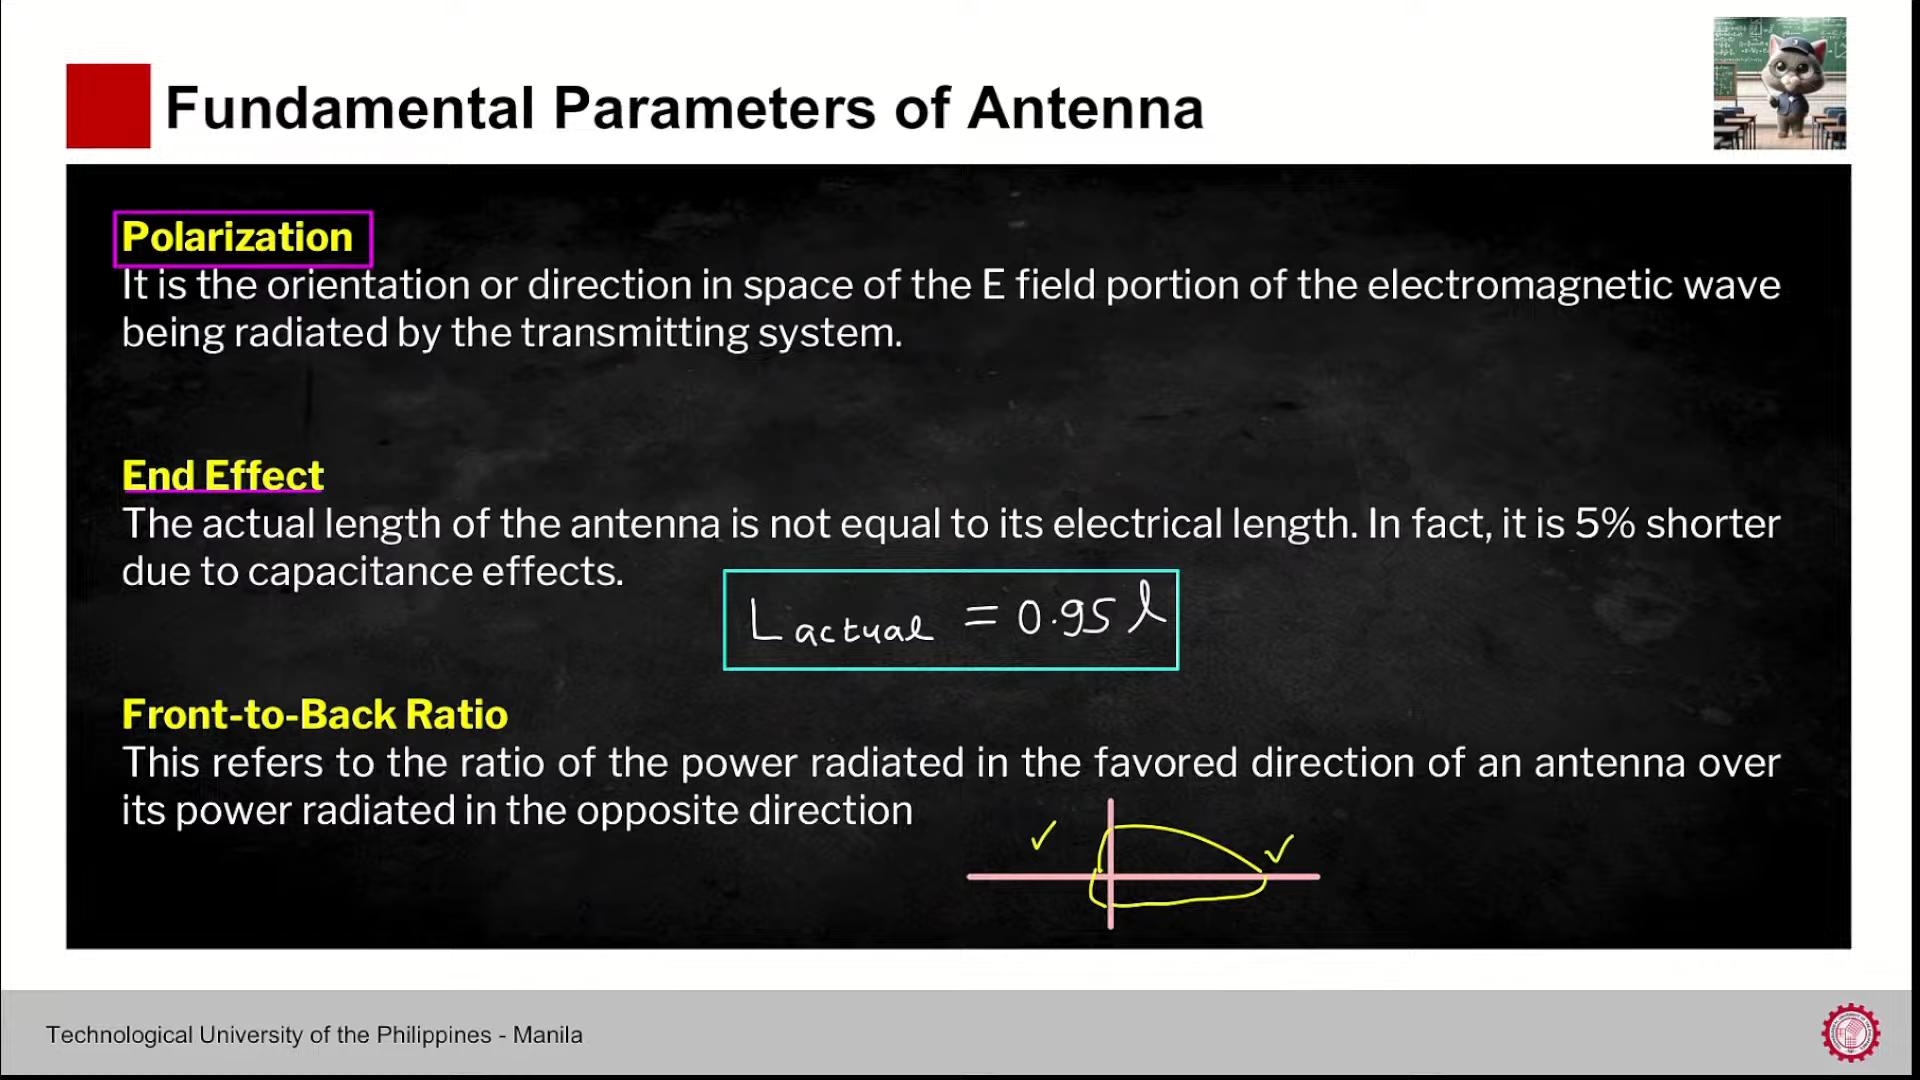 Fundamental Parameters of Antenna
Polarization
It is the orientation or direction in space of the E field portion of the electromagnetic wave
being radiated by the transmitting system.
End Effect
The actual length of the antenna is not equal to its electrical length. In fact, it is 5% shorter
due to capacitance effects.
L actual = 0.95 l
Front-to-Back Ratio
This refers to the ratio of the power radiated in the favored direction of an antenna over
its power radiated in the opposite direction
Technological University of the Philippines - Manila